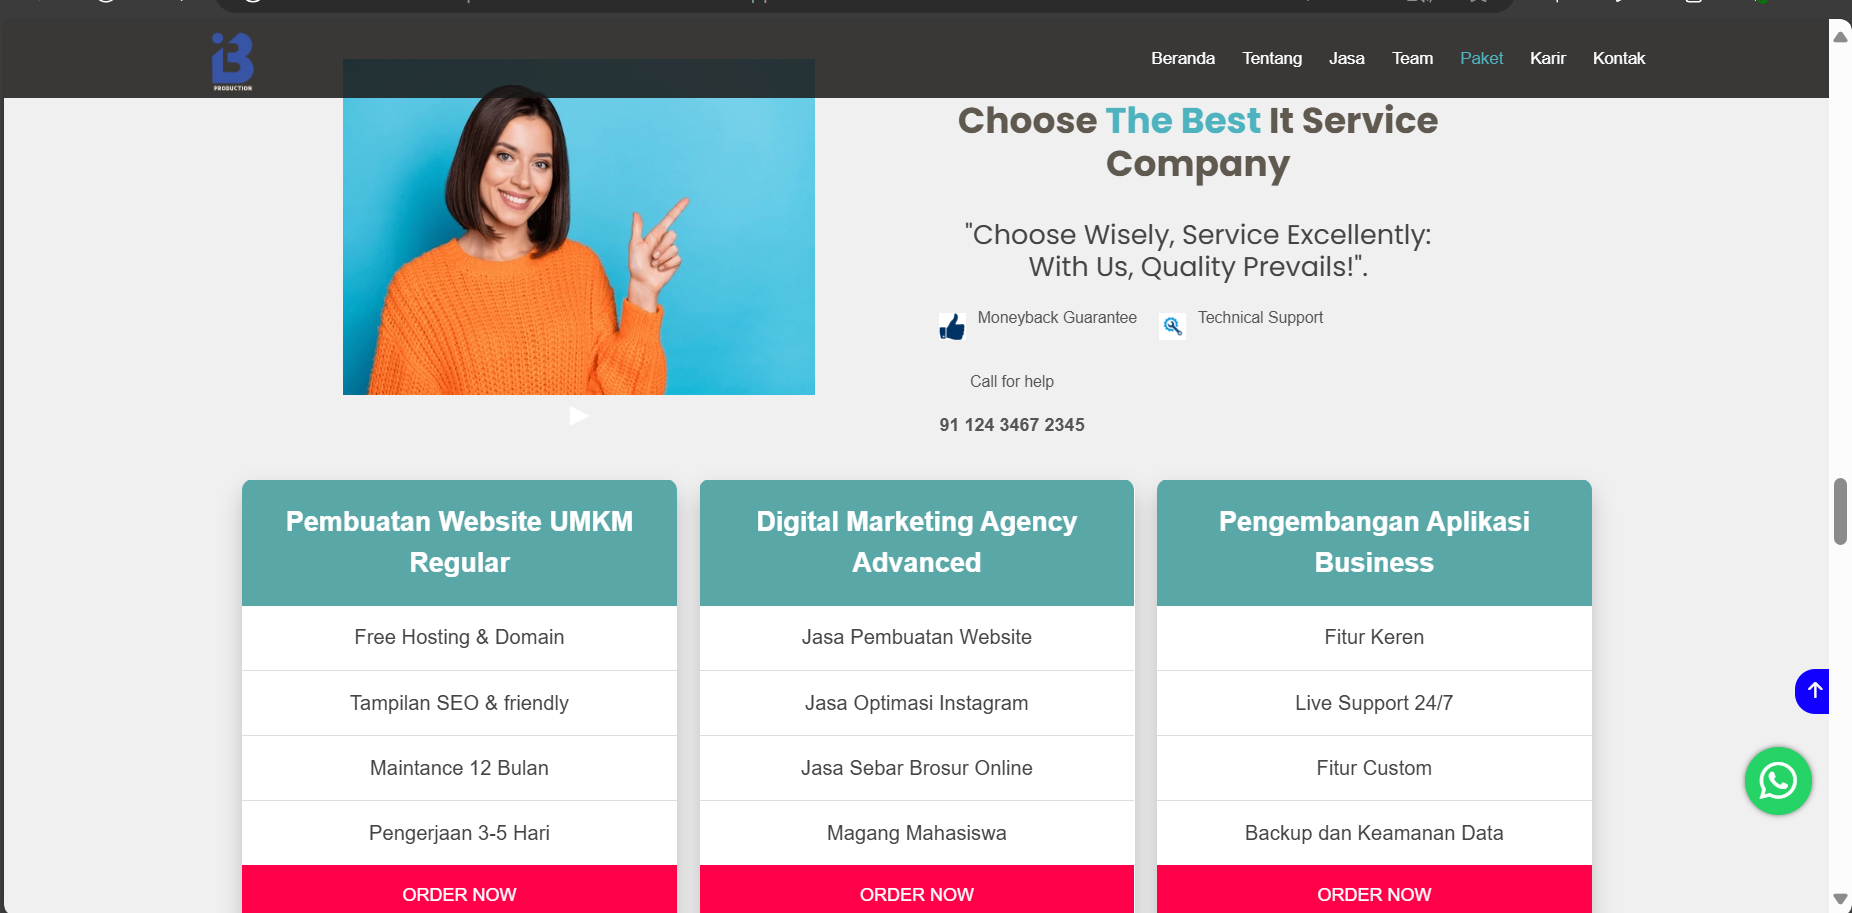 PRODUCTION
Beranda Tentang Jasa Team Paket Karir Kontak
Choose The Best It Service
Company
"Choose Wisely, Service Excellently:
With Us, Quality Prevails!".
Moneyback Guarantee
Technical Support
Call for help
91 124 3467 2345
Pembuatan Website UMKM
Regular
Free Hosting & Domain
Tampilan SEO & friendly
Maintance 12 Bulan
Pengerjaan 3-5 Hari
ORDER NOW
Digital Marketing Agency
Advanced
Jasa Pembuatan Website
Jasa Optimasi Instagram
Jasa Sebar Brosur Online
Magang Mahasiswa
ORDER NOW
Pengembangan Aplikasi
Business
Fitur Keren
Live Support 24/7
Fitur Custom
Backup dan Keamanan Data
ORDER NOW